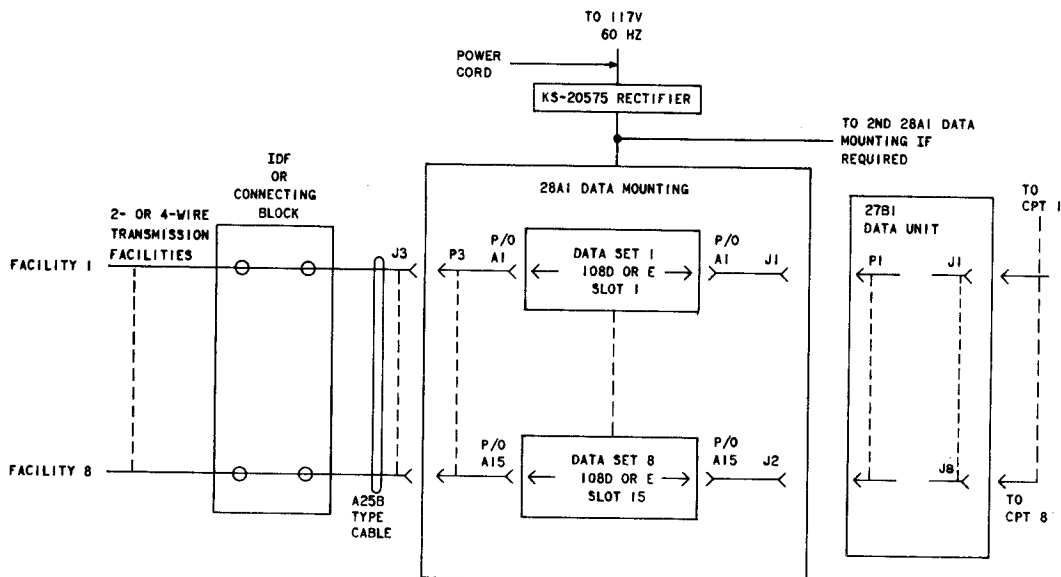 TO 117V
60 HZ
POWER
CORD
KS-20575 RECTIFIER
TO 2ND 28A1 DATA
MOUNTING IF
REQUIRED
IDF
OR
CONNECTING
BLOCK
28A1 DATA MOUNTING
TO
CPT 1
27B1
DATA UNIT
2- OR 4-WIRE
TRANSMISSION
FACILITIES
FACILITY 1
J3
P3
P/O
A1
DATA SET 1
108D OR E
SLOT 1
P/O
A1
J1
P1
J1
FACILITY 8
A25B
TYPE
CABLE
P/O
A15
DATA SET 8
108D OR E
SLOT 15
P/O
A15
J2
J8
TO
CPT 8